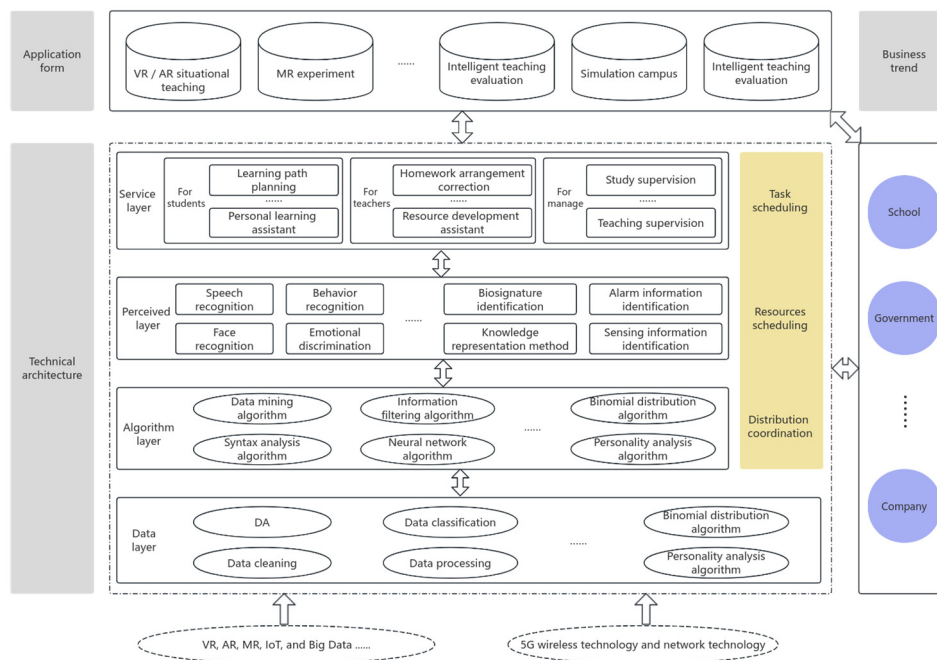 Application
form
VR / AR situational
teaching
MR experiment
......
Intelligent teaching
evaluation
Simulation campus
Intelligent teaching
evaluation
Business
trend
Technical
architecture
Service
layer
For
students
Learning path
planning
......
Personal learning
assistant
For
teachers
Homework arrangement
correction
......
Resource development
assistant
For
manage
Study supervision
......
Teaching supervision
Task
scheduling
Perceived
layer
Speech
recognition
Behavior
recognition
Face
recognition
Emotional
discrimination
......
Biosignature
identification
Alarm information
identification
Knowledge
representation method
Sensing information
identification
Resources
scheduling
Algorithm
layer
Data mining
algorithm
Information
filtering algorithm
Syntax analysis
algorithm
Neural network
algorithm
......
Binomial distribution
algorithm
Personality analysis
algorithm
Distribution
coordination
Data
layer
DA
Data classification
Data cleaning
Data processing
......
Binomial distribution
algorithm
Personality analysis
algorithm
School
Government
......
Company
VR, AR, MR, IoT, and Big Data ......
5G wireless technology and network technology